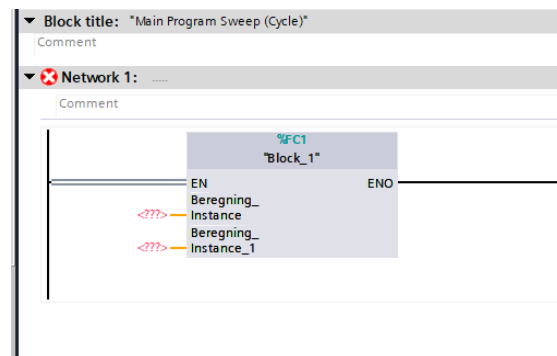 Block title: "Main Program Sweep (Cycle)"
Comment
Network 1: .....
Comment
%FC1
"Block_1"
EN ENO
Beregning_
<???> Instance
Beregning_
<???> Instance_1